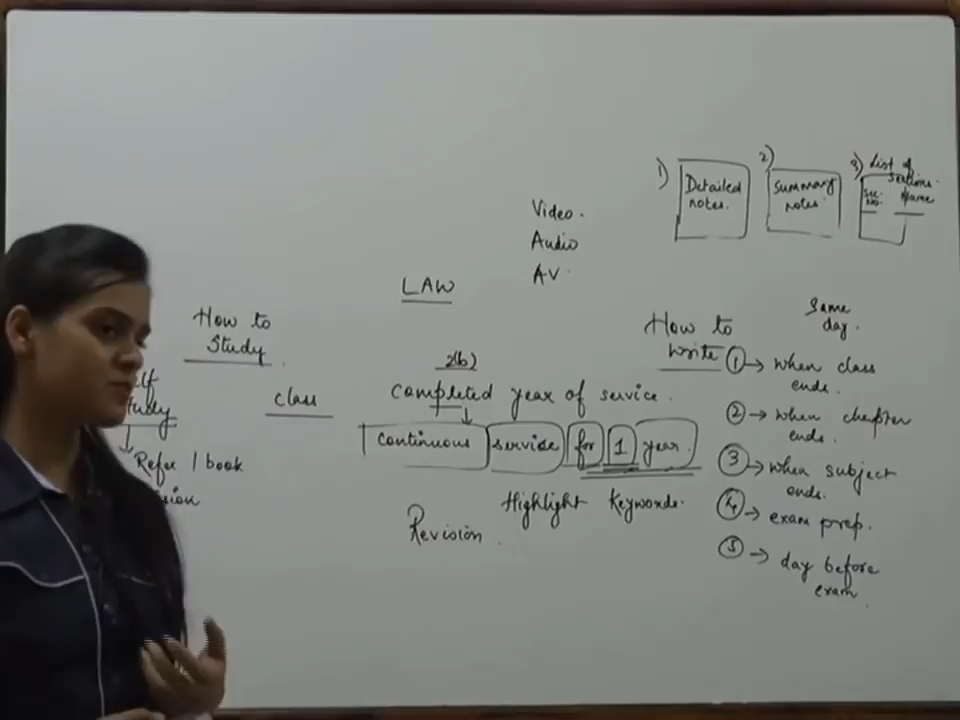 LAW
Video.
Audio
AV.
1) Detailed
notes.
2) Summary
notes.
3) List of
Sections.
Sec. Name
No.
How to
Study.
Study
Refer 1 book
class
2(b)
Completed year of service.
continuous service for 1 year.
Highlight Keywords.
Revision.
How to
write
Same
day.
1 → when class
ends.
2 → when chapter
ends.
3 → when subject
ends.
4 → exam prep.
5 → day before
exam.